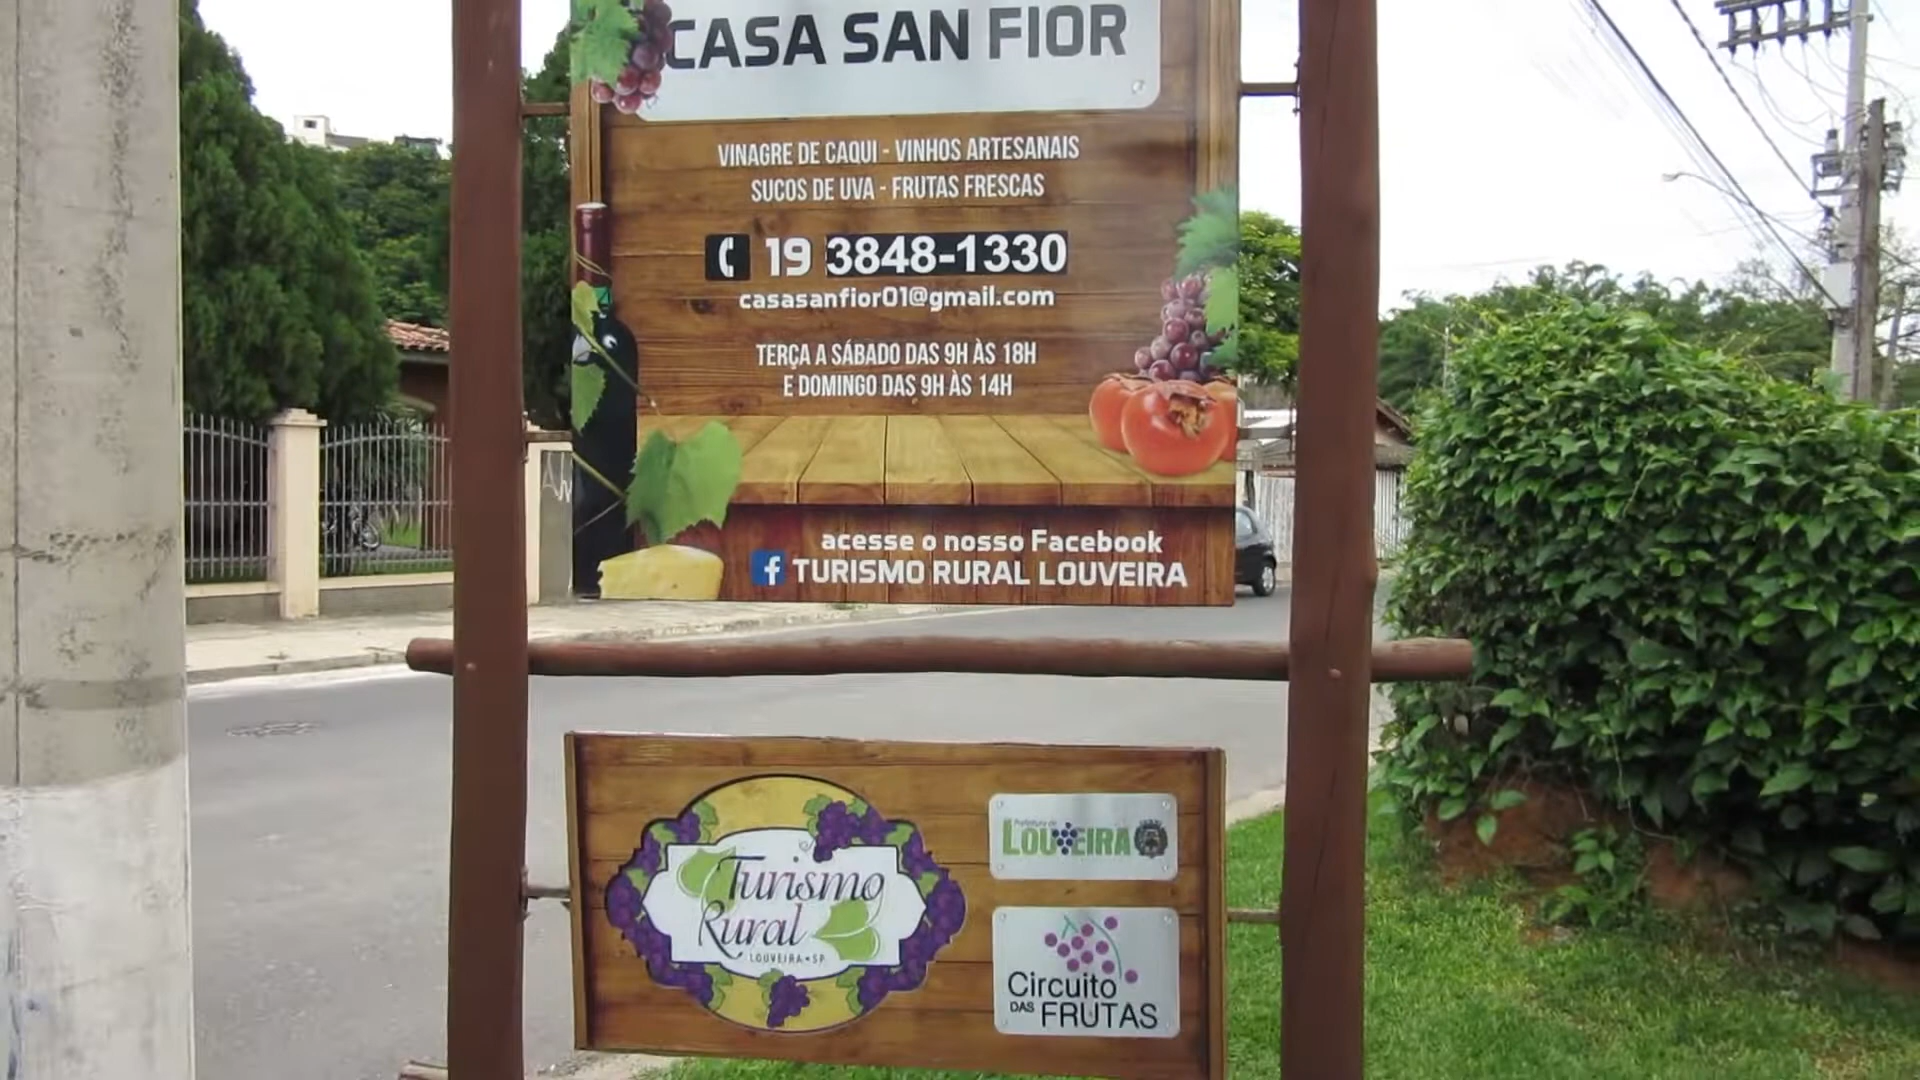 CASA SAN FIOR
VINAGRE DE CAQUI - VINHOS ARTESANAIS
SUCOS DE UVA - FRUTAS FRESCAS
19 3848-1330
casasanfior01@gmail.com
TERÇA A SÁBADO DAS 9H ÀS 18H
E DOMINGO DAS 9H ÀS 14H
acesse o nosso Facebook
TURISMO RURAL LOUVEIRA
Turismo
Rural
LOUVEIRA • SP
Prefeitura de
LOUVEIRA
Circuito
DAS FRUTAS